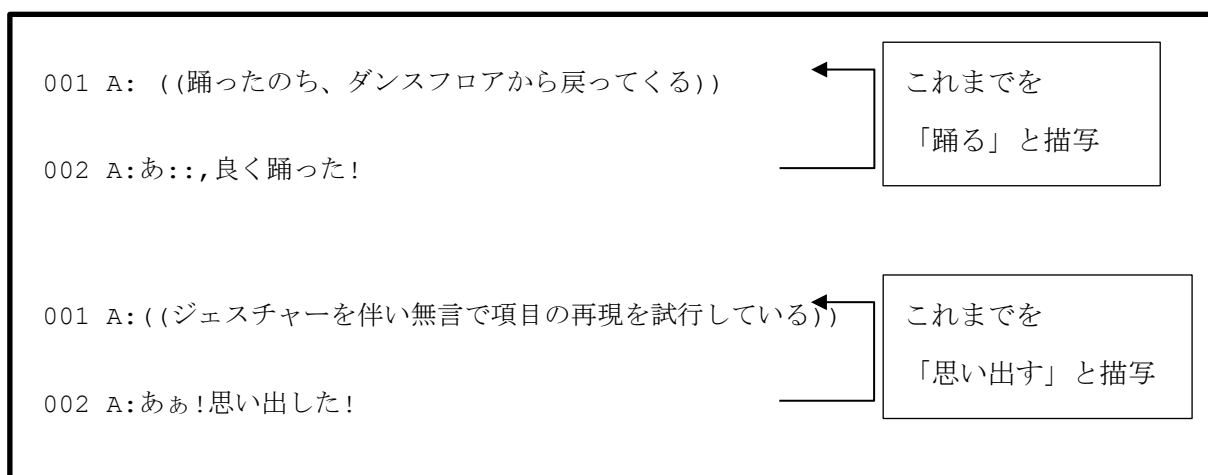 001 A: ((踊ったのち、ダンスフロアから戻ってくる))
002 A:あ::,良く踊った!
これまでを
「踊る」と描写
001 A:((ジェスチャーを伴い無言で項目の再現を試行している))
002 A:あぁ!思い出した!
これまでを
「思い出す」と描写